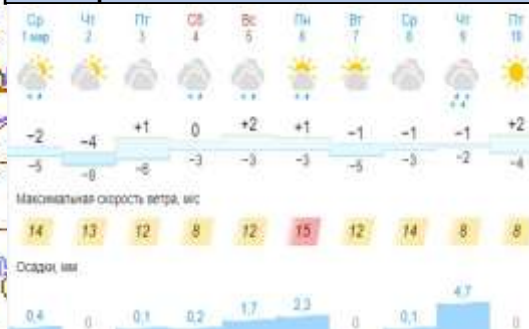 Ср Чт Пт Сб Вс Пн Вт Ср Чт Пт
1 мар 2 3 4 5 6 7 8 9 10
−2 −4 +1 0 +2 +1 −1 −1 −1 +2
−5 −3 −3 −3 −5 −3 −2
Максимальная скорость ветра, м/с
14 13 12 8 12 15 12 14 8 8
Осадки, мм
0,4 0 0,1 0,2 1,7 2,3 0 0,1 4,7 0